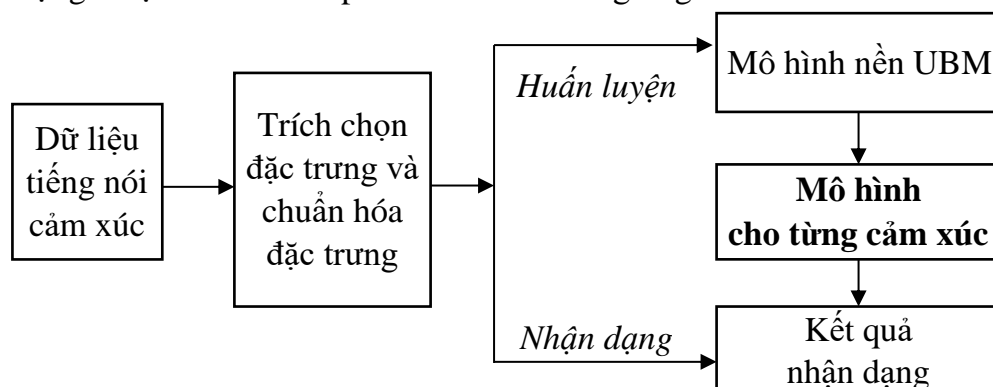 Dữ liệu
tiếng nói
cảm xúc
Trích chọn
đặc trưng và
chuẩn hóa
đặc trưng
Huấn luyện
Nhận dạng
Mô hình nền UBM
Mô hình
cho từng cảm xúc
Kết quả
nhận dạng